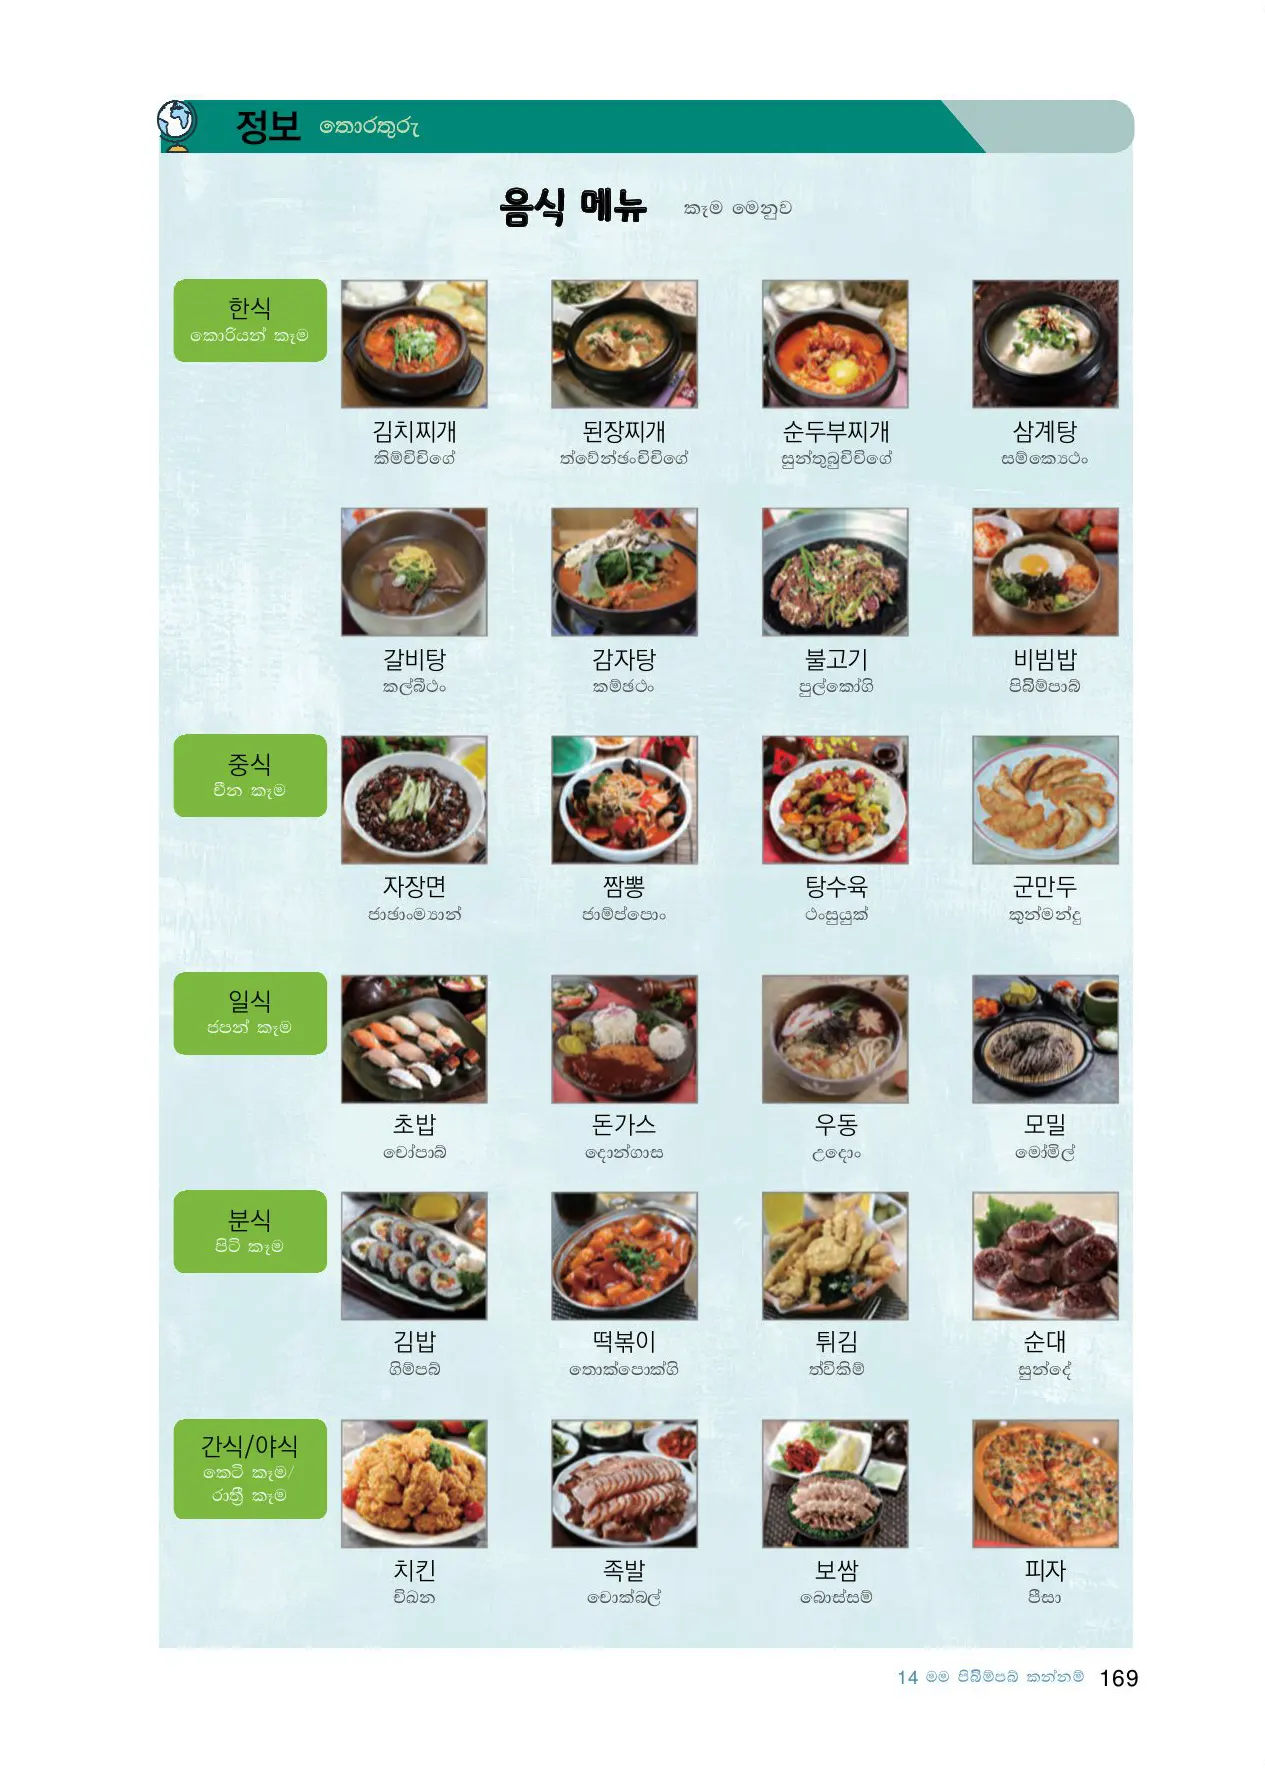 정보 තොරතුරු
음식 메뉴 කෑම මෙනුව
한식
කොරියන් කෑම
김치찌개 된장찌개 순두부찌개 삼계탕
කිම්චිචිගේ ත්වේන්ඡංචිචිගේ සුන්තුබුචිචිගේ සම්ක්‍යෙථං
갈비탕 감자탕 불고기 비빔밥
කල්බීථං කම්ඡථං පුල්කෝගි පිබිම්පාබ්
중식
චීන කෑම
자장면 짬뽕 탕수육 군만두
ජාඡාංම්‍යාන් ජාම්ප්පොං ථංසුයුක් කුන්මන්දු
일식
ජපන් කෑම
초밥 돈가스 우동 모밀
චෝපාබ් දොන්ගාස උදොං මෝමිල්
분식
පිටි කෑම
김밥 떡볶이 튀김 순대
ගිම්පබ් තොක්පොක්ගි ත්විකිම් සුන්දේ
간식/야식
කෙටි කෑම/
රාත්‍රී කෑම
치킨 족발 보쌈 피자
චිඛන චොක්බල් බොස්සම් පීසා
14 මම පිබිම්පබ් කන්නම් 169